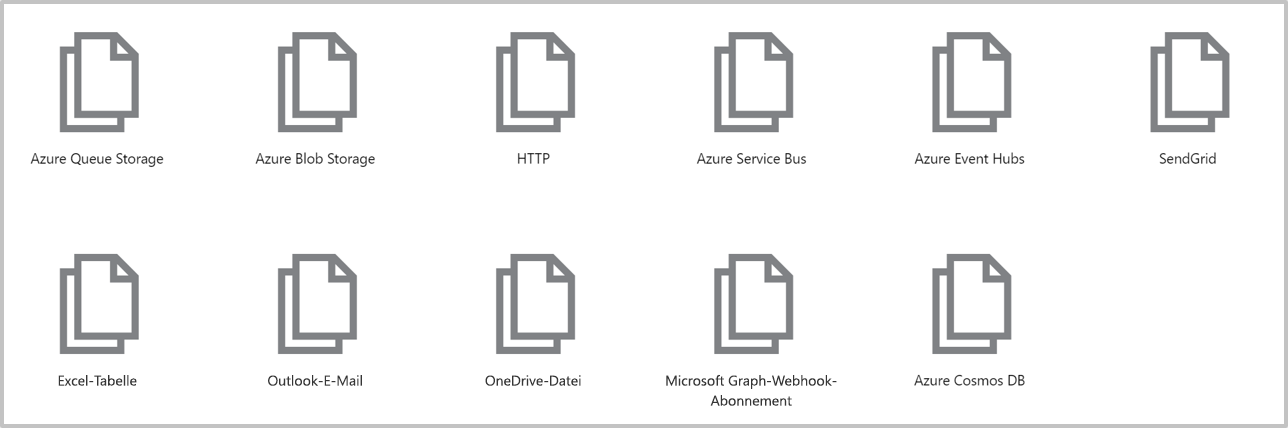 Azure Queue Storage
Azure Blob Storage
HTTP
Azure Service Bus
Azure Event Hubs
SendGrid
Excel-Tabelle
Outlook-E-Mail
OneDrive-Datei
Microsoft Graph-Webhook-
Abonnement
Azure Cosmos DB